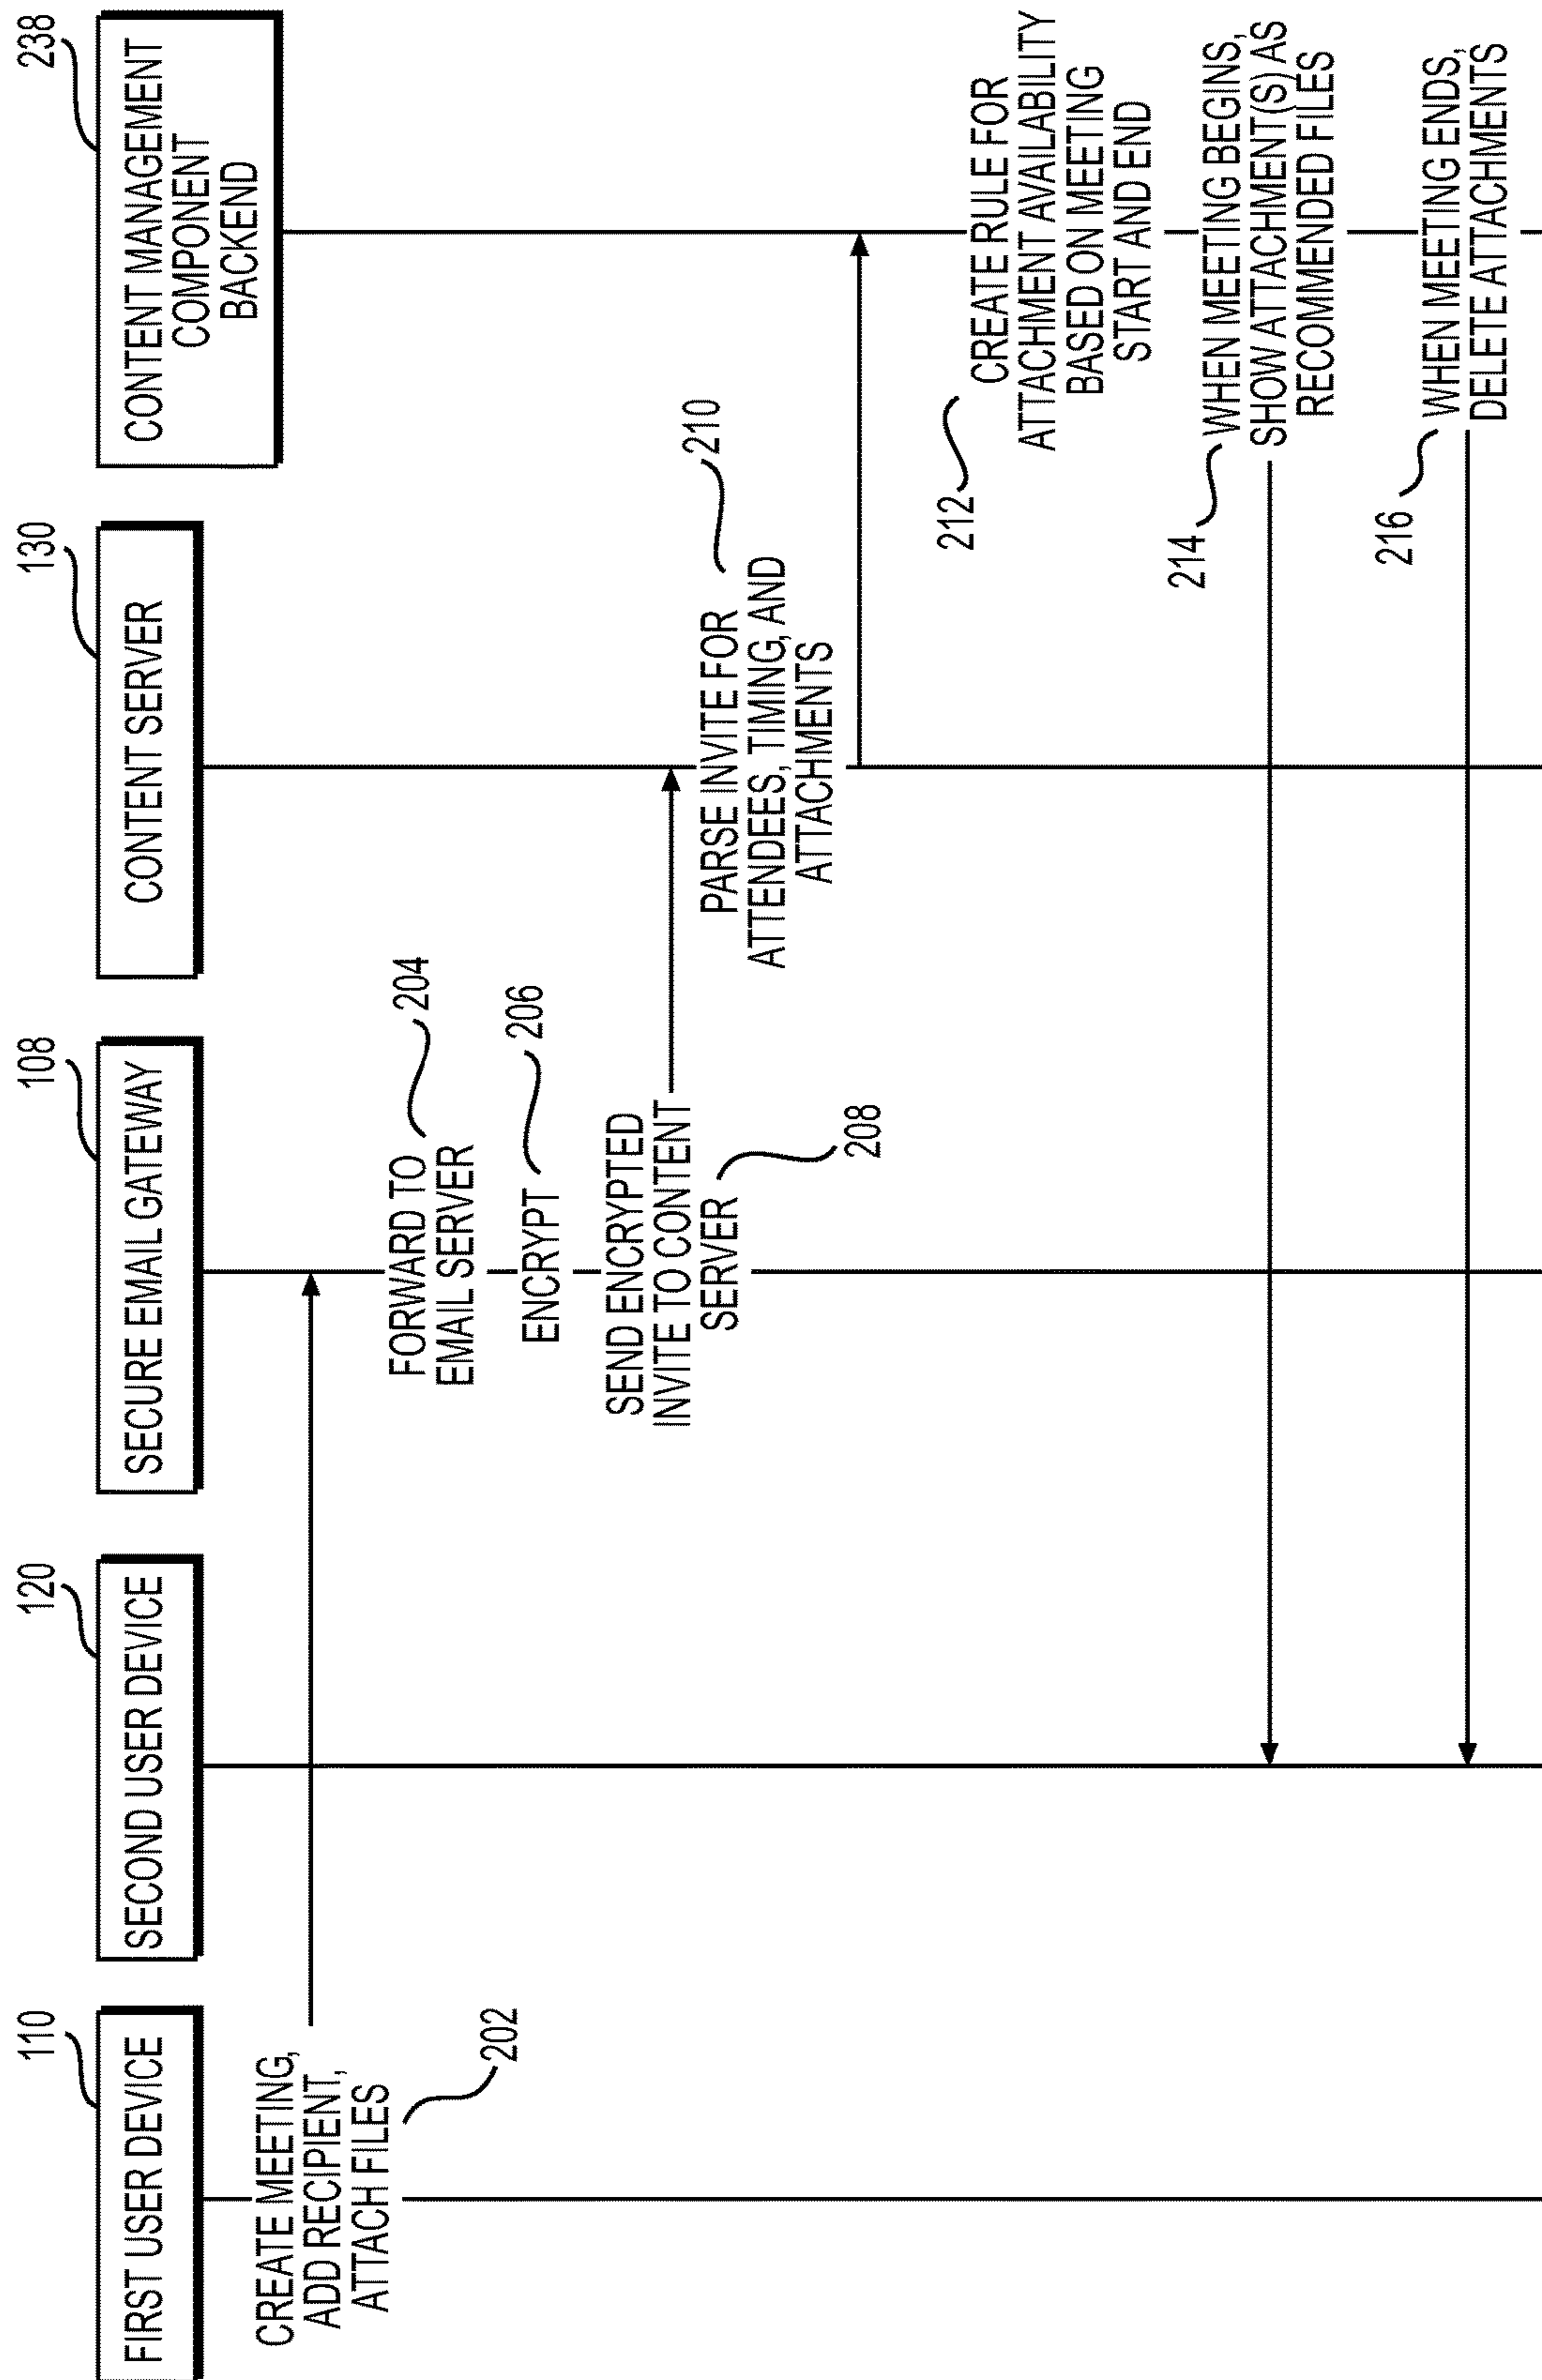 110
FIRST USER DEVICE
120
SECOND USER DEVICE
108
SECURE EMAIL GATEWAY
130
CONTENT SERVER
238
CONTENT MANAGEMENT
COMPONENT
BACKEND
CREATE MEETING,
ADD RECIPIENT,
ATTACH FILES
202
FORWARD TO
EMAIL SERVER
204
ENCRYPT
206
SEND ENCRYPTED
INVITE TO CONTENT
SERVER
208
PARSE INVITE FOR
ATTENDEES, TIMING, AND
ATTACHMENTS
210
212
CREATE RULE FOR
ATTACHMENT AVAILABILITY
BASED ON MEETING
START AND END
214
WHEN MEETING BEGINS,
SHOW ATTACHMENT(S) AS
RECOMMENDED FILES
216
WHEN MEETING ENDS,
DELETE ATTACHMENTS